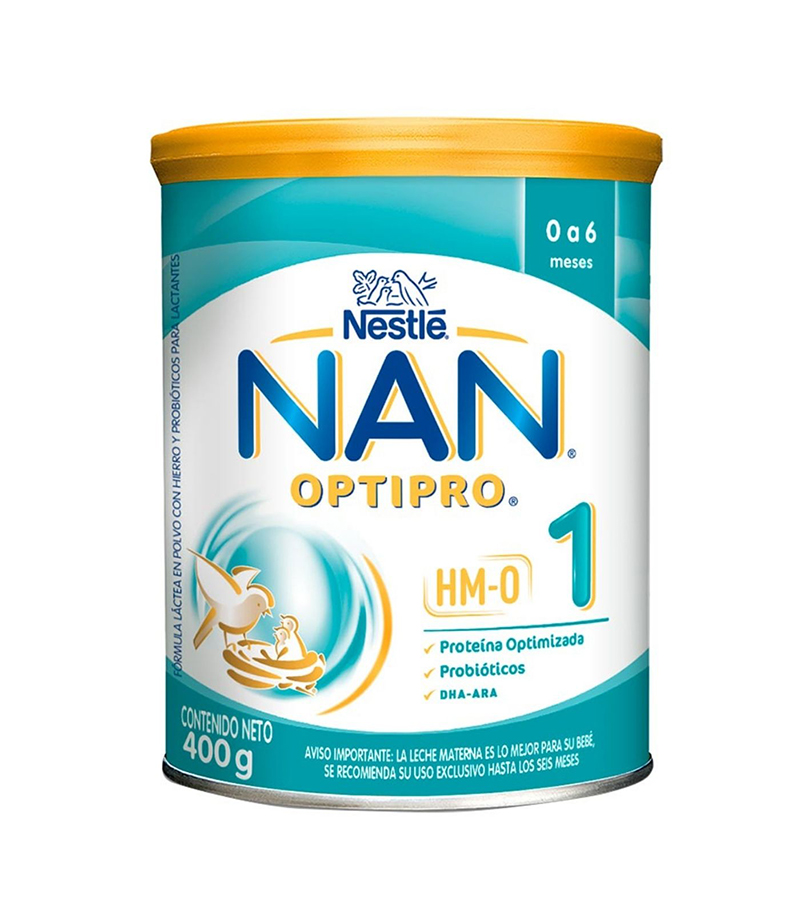 0 a 6
meses
Nestlé
NAN®
OPTIPRO®
1
HM-O
Proteína Optimizada
Probióticos
DHA-ARA
FÓRMULA LÁCTEA EN POLVO CON HIERRO Y PROBIÓTICOS PARA LACTANTES
CONTENIDO NETO
400 g
AVISO IMPORTANTE: LA LECHE MATERNA ES LO MEJOR PARA SU BEBÉ,
SE RECOMIENDA SU USO EXCLUSIVO HASTA LOS SEIS MESES